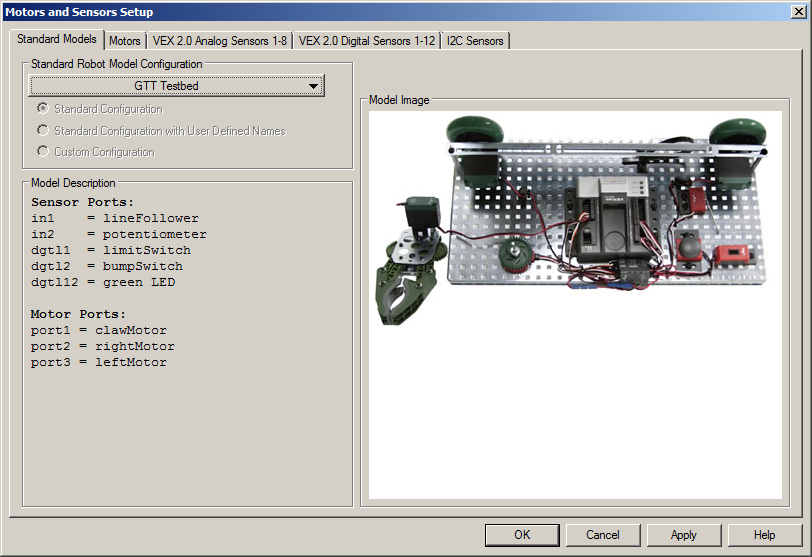 Motors and Sensors Setup
Standard Models
Motors
VEX 2.0 Analog Sensors 1-8
VEX 2.0 Digital Sensors 1-12
I2C Sensors
Standard Robot Model Configuration
GTT Testbed
Standard Configuration
Standard Configuration with User Defined Names
Custom Configuration
Model Description
Sensor Ports:
in1 = lineFollower
in2 = potentiometer
dgtl1 = limitSwitch
dgtl2 = bumpSwitch
dgtl12 = green LED
Motor Ports:
port1 = clawMotor
port2 = rightMotor
port3 = leftMotor
Model Image
OK
Cancel
Apply
Help